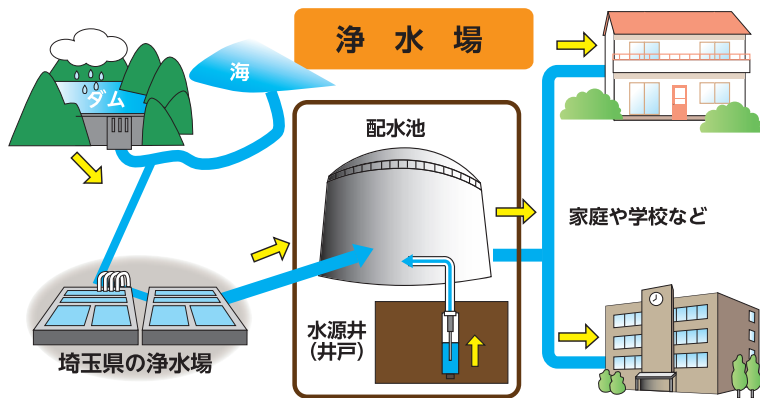 浄水場
海
ダム
配水池
家庭や学校など
水源井
（井戸）
埼玉県の浄水場